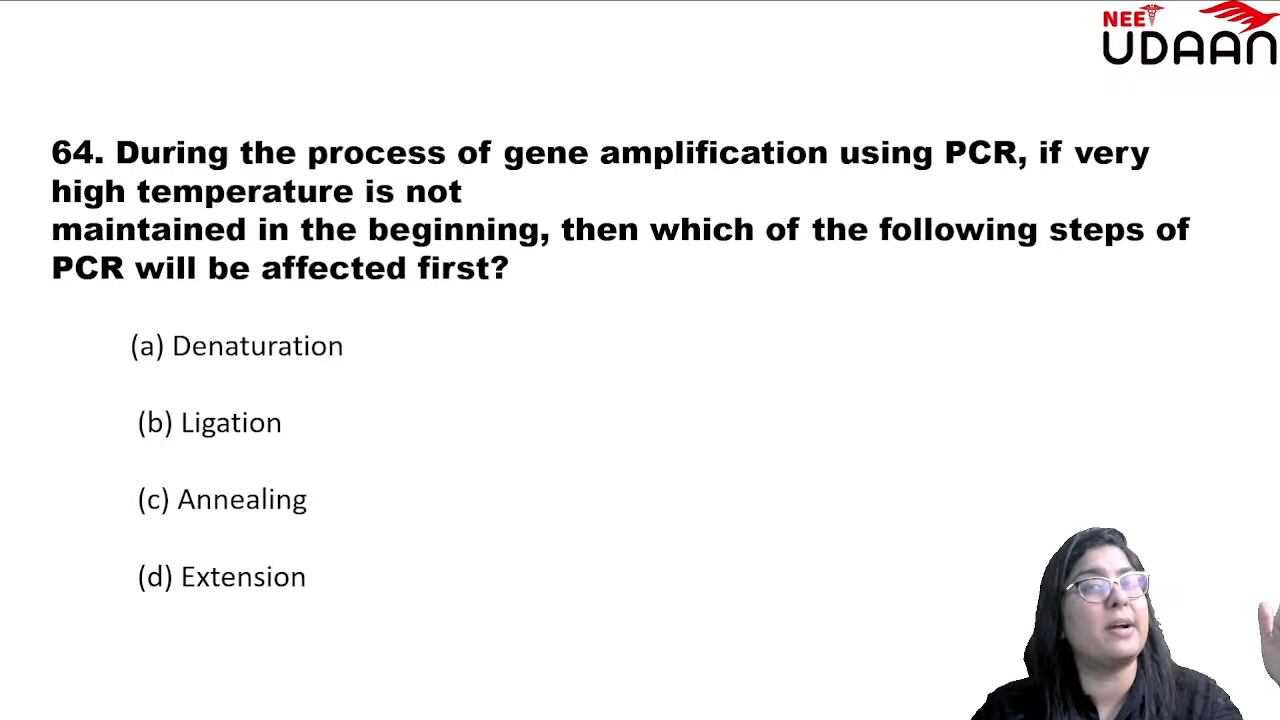 NEET
UDAAN
64. During the process of gene amplification using PCR, if very
high temperature is not
maintained in the beginning, then which of the following steps of
PCR will be affected first?
(a) Denaturation
(b) Ligation
(c) Annealing
(d) Extension